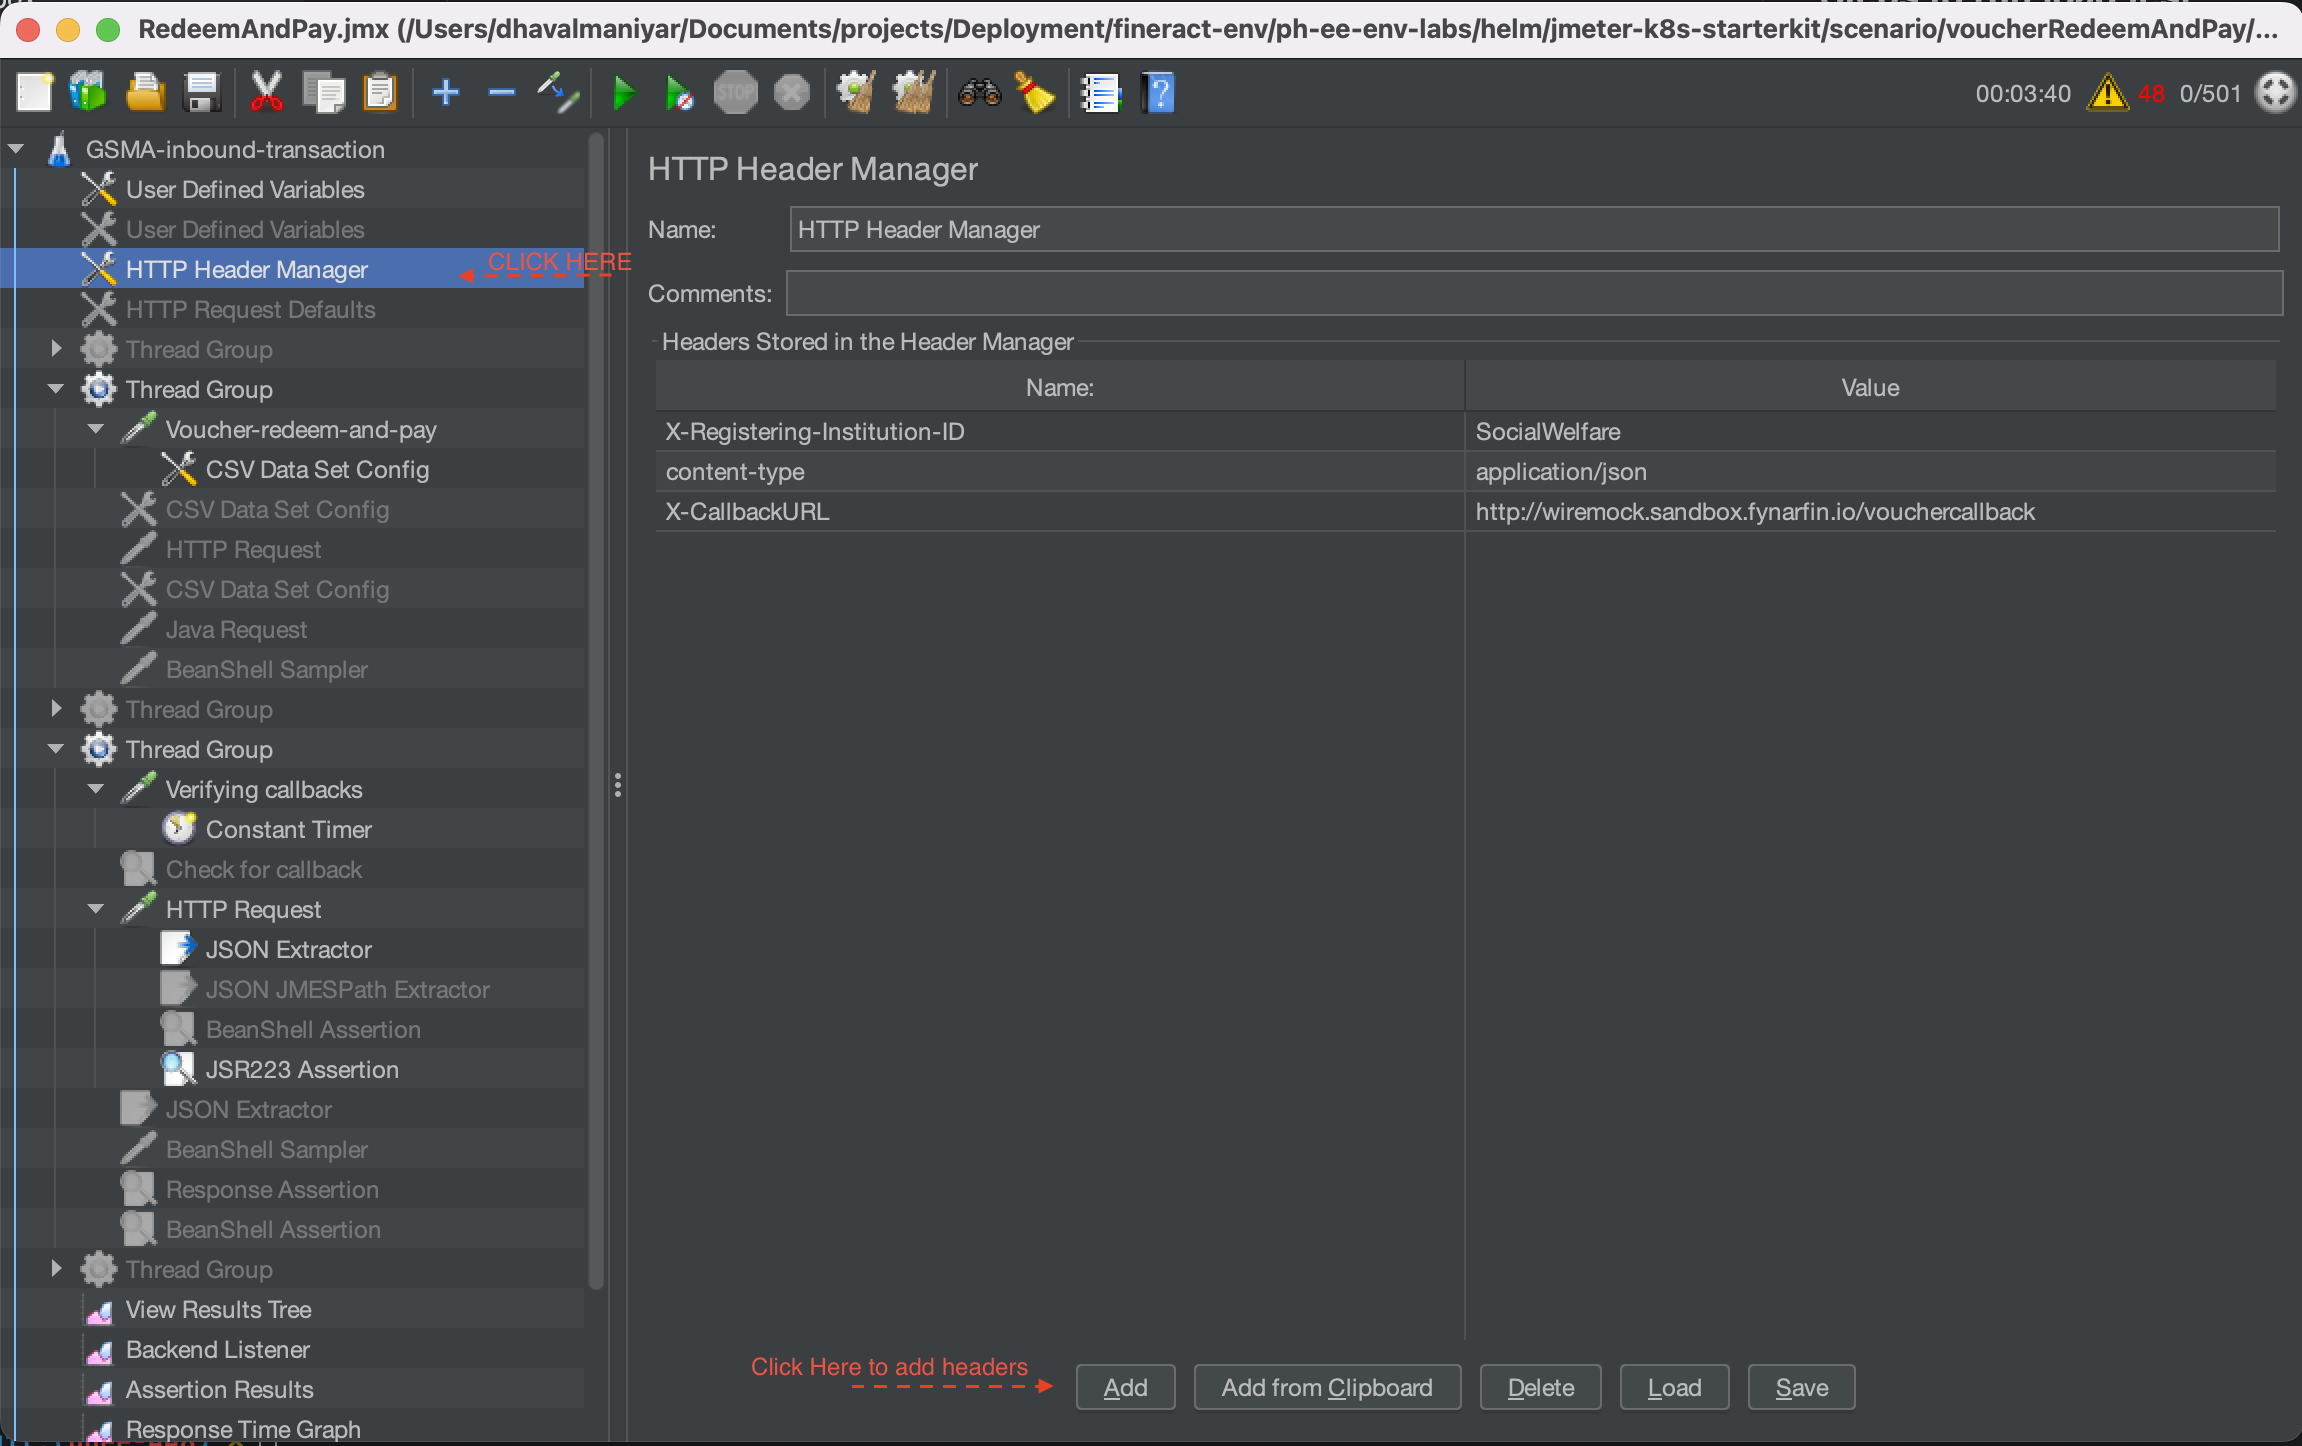 RedeemAndPay.jmx (/Users/dhavalmaniyar/Documents/projects/Deployment/fineract-env/ph-ee-env-labs/helm/jmeter-k8s-starterkit/scenario/voucherRedeemAndPay/...
STOP
00:03:40 48 0/501
GSMA-inbound-transaction
User Defined Variables
User Defined Variables
HTTP Header Manager
CLICK HERE
HTTP Request Defaults
Thread Group
Thread Group
Voucher-redeem-and-pay
CSV Data Set Config
CSV Data Set Config
HTTP Request
CSV Data Set Config
Java Request
BeanShell Sampler
Thread Group
Thread Group
Verifying callbacks
Constant Timer
Check for callback
HTTP Request
JSON Extractor
JSON JMESPath Extractor
BeanShell Assertion
JSR223 Assertion
JSON Extractor
BeanShell Sampler
Response Assertion
BeanShell Assertion
Thread Group
View Results Tree
Backend Listener
Assertion Results
Response Time Graph
HTTP Header Manager
Name: HTTP Header Manager
Comments:
Headers Stored in the Header Manager
Name: Value
X-Registering-Institution-ID SocialWelfare
content-type application/json
X-CallbackURL http://wiremock.sandbox.fynarfin.io/vouchercallback
Click Here to add headers
Add Add from Clipboard Delete Load Save